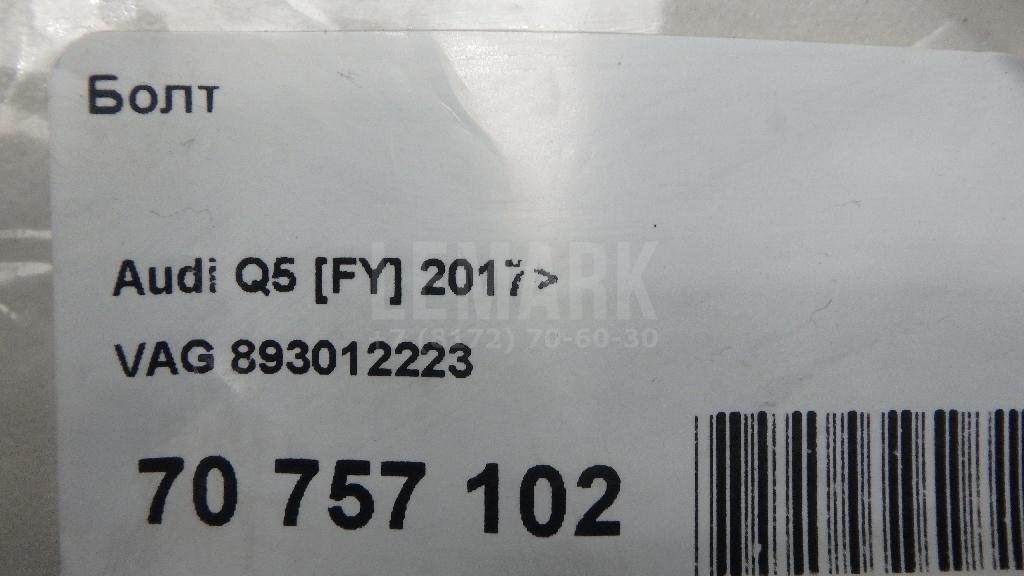 Болт
Audi Q5 [FY] 2017>
LEMARK
+7 (8172) 70-60-30
VAG 893012223
70 757 102